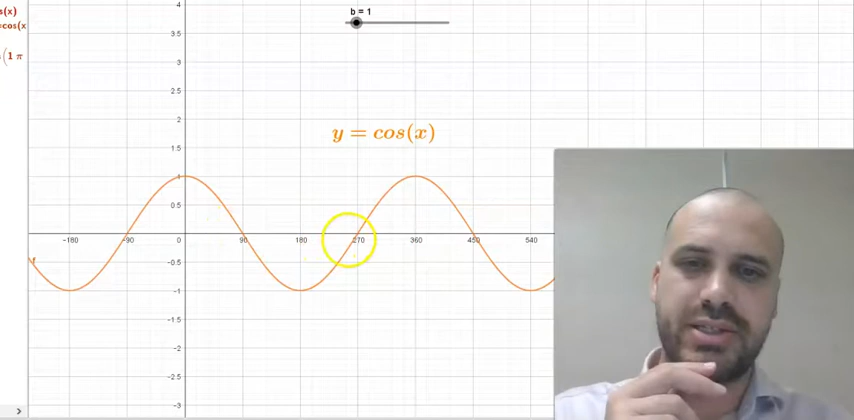 s(x)
=cos(x
(1 π
b = 1
y = cos(x)
4
3.5
3
2.5
2
1.5
1
0.5
-180 -90 0 90 180 270 360 450 540
-0.5
-1
-1.5
-2
-2.5
-3
f